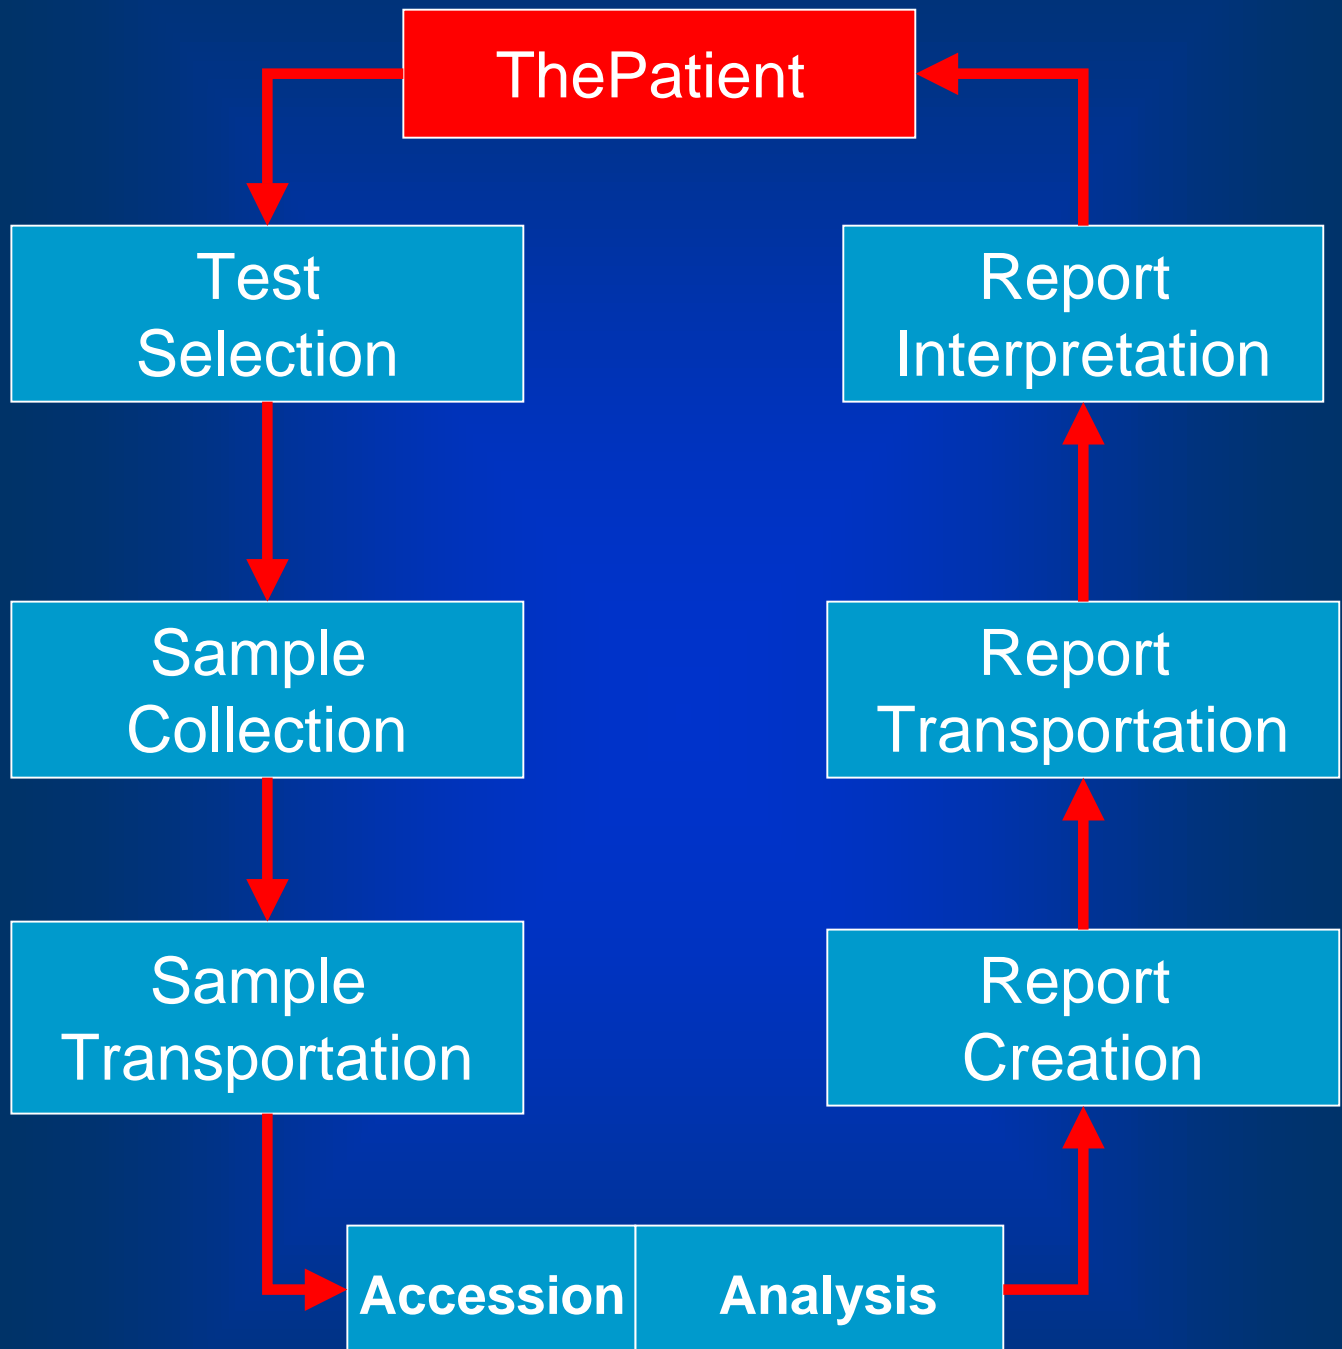 ThePatient
Test
Selection
Sample
Collection
Sample
Transportation
Accession
Analysis
Report
Creation
Report
Transportation
Report
Interpretation